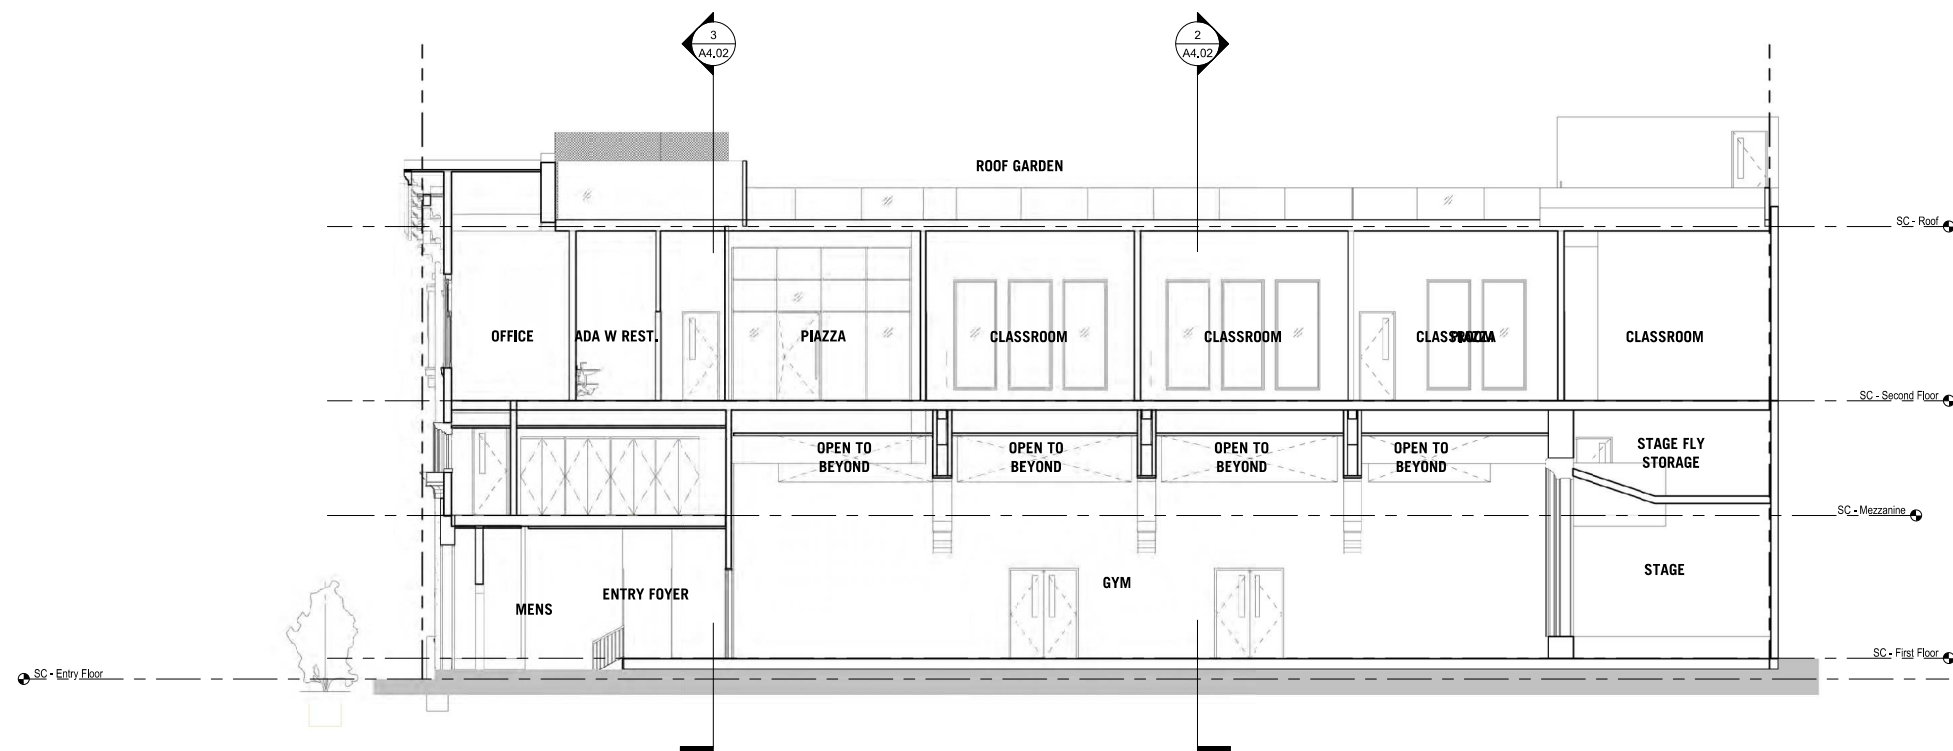 3
A4.02
2
A4.02
ROOF GARDEN
SC - Roof
OFFICE
ADA W REST.
PIAZZA
CLASSROOM
CLASSROOM
CLASSROOM
PIAZZA
CLASSROOM
SC - Second Floor
OPEN TO
BEYOND
OPEN TO
BEYOND
OPEN TO
BEYOND
OPEN TO
BEYOND
STAGE FLY
STORAGE
SC - Mezzanine
MENS
ENTRY FOYER
GYM
STAGE
SC - First Floor
SC - Entry Floor